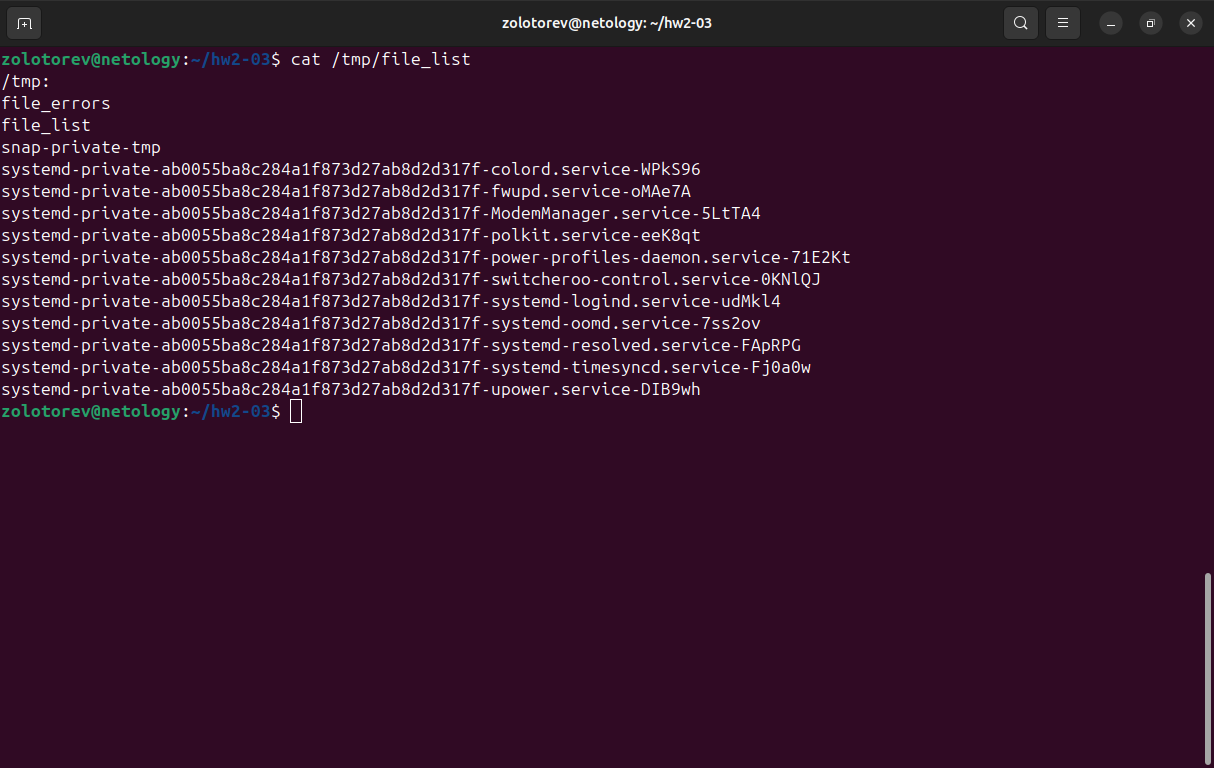 zolotorev@netology: ~/hw2-03
zolotorev@netology:~/hw2-03$ cat /tmp/file_list
/tmp:
file_errors
file_list
snap-private-tmp
systemd-private-ab0055ba8c284a1f873d27ab8d2d317f-colord.service-WPkS96
systemd-private-ab0055ba8c284a1f873d27ab8d2d317f-fwupd.service-oMAe7A
systemd-private-ab0055ba8c284a1f873d27ab8d2d317f-ModemManager.service-5LtTA4
systemd-private-ab0055ba8c284a1f873d27ab8d2d317f-polkit.service-eeK8qt
systemd-private-ab0055ba8c284a1f873d27ab8d2d317f-power-profiles-daemon.service-71E2Kt
systemd-private-ab0055ba8c284a1f873d27ab8d2d317f-switcheroo-control.service-0KNlQJ
systemd-private-ab0055ba8c284a1f873d27ab8d2d317f-systemd-logind.service-udMkl4
systemd-private-ab0055ba8c284a1f873d27ab8d2d317f-systemd-oomd.service-7ss2ov
systemd-private-ab0055ba8c284a1f873d27ab8d2d317f-systemd-resolved.service-FApRPG
systemd-private-ab0055ba8c284a1f873d27ab8d2d317f-systemd-timesyncd.service-Fj0a0w
systemd-private-ab0055ba8c284a1f873d27ab8d2d317f-upower.service-DIB9wh
zolotorev@netology:~/hw2-03$